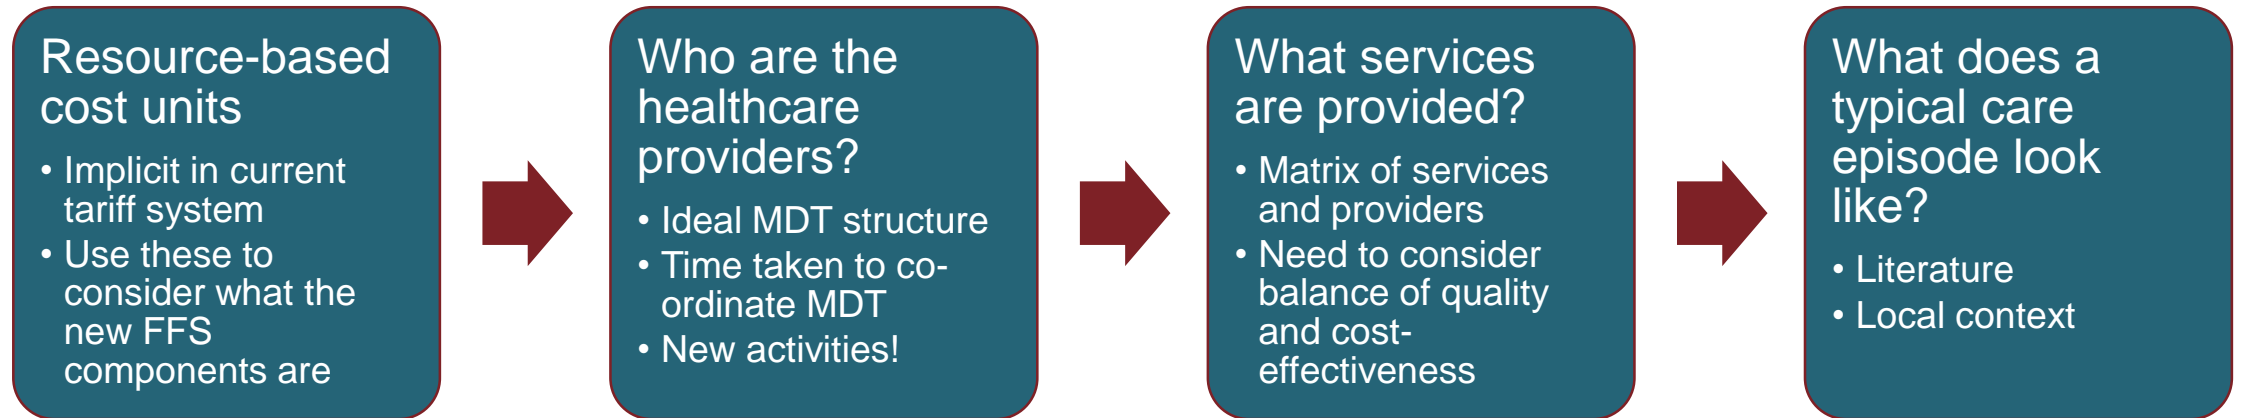 Resource-based
cost units
• Implicit in current
tariff system
• Use these to
consider what the
new FFS
components are
Who are the
healthcare
providers?
• Ideal MDT structure
• Time taken to co-
ordinate MDT
• New activities!
What services
are provided?
• Matrix of services
and providers
• Need to consider
balance of quality
and cost-
effectiveness
What does a
typical care
episode look
like?
• Literature
• Local context